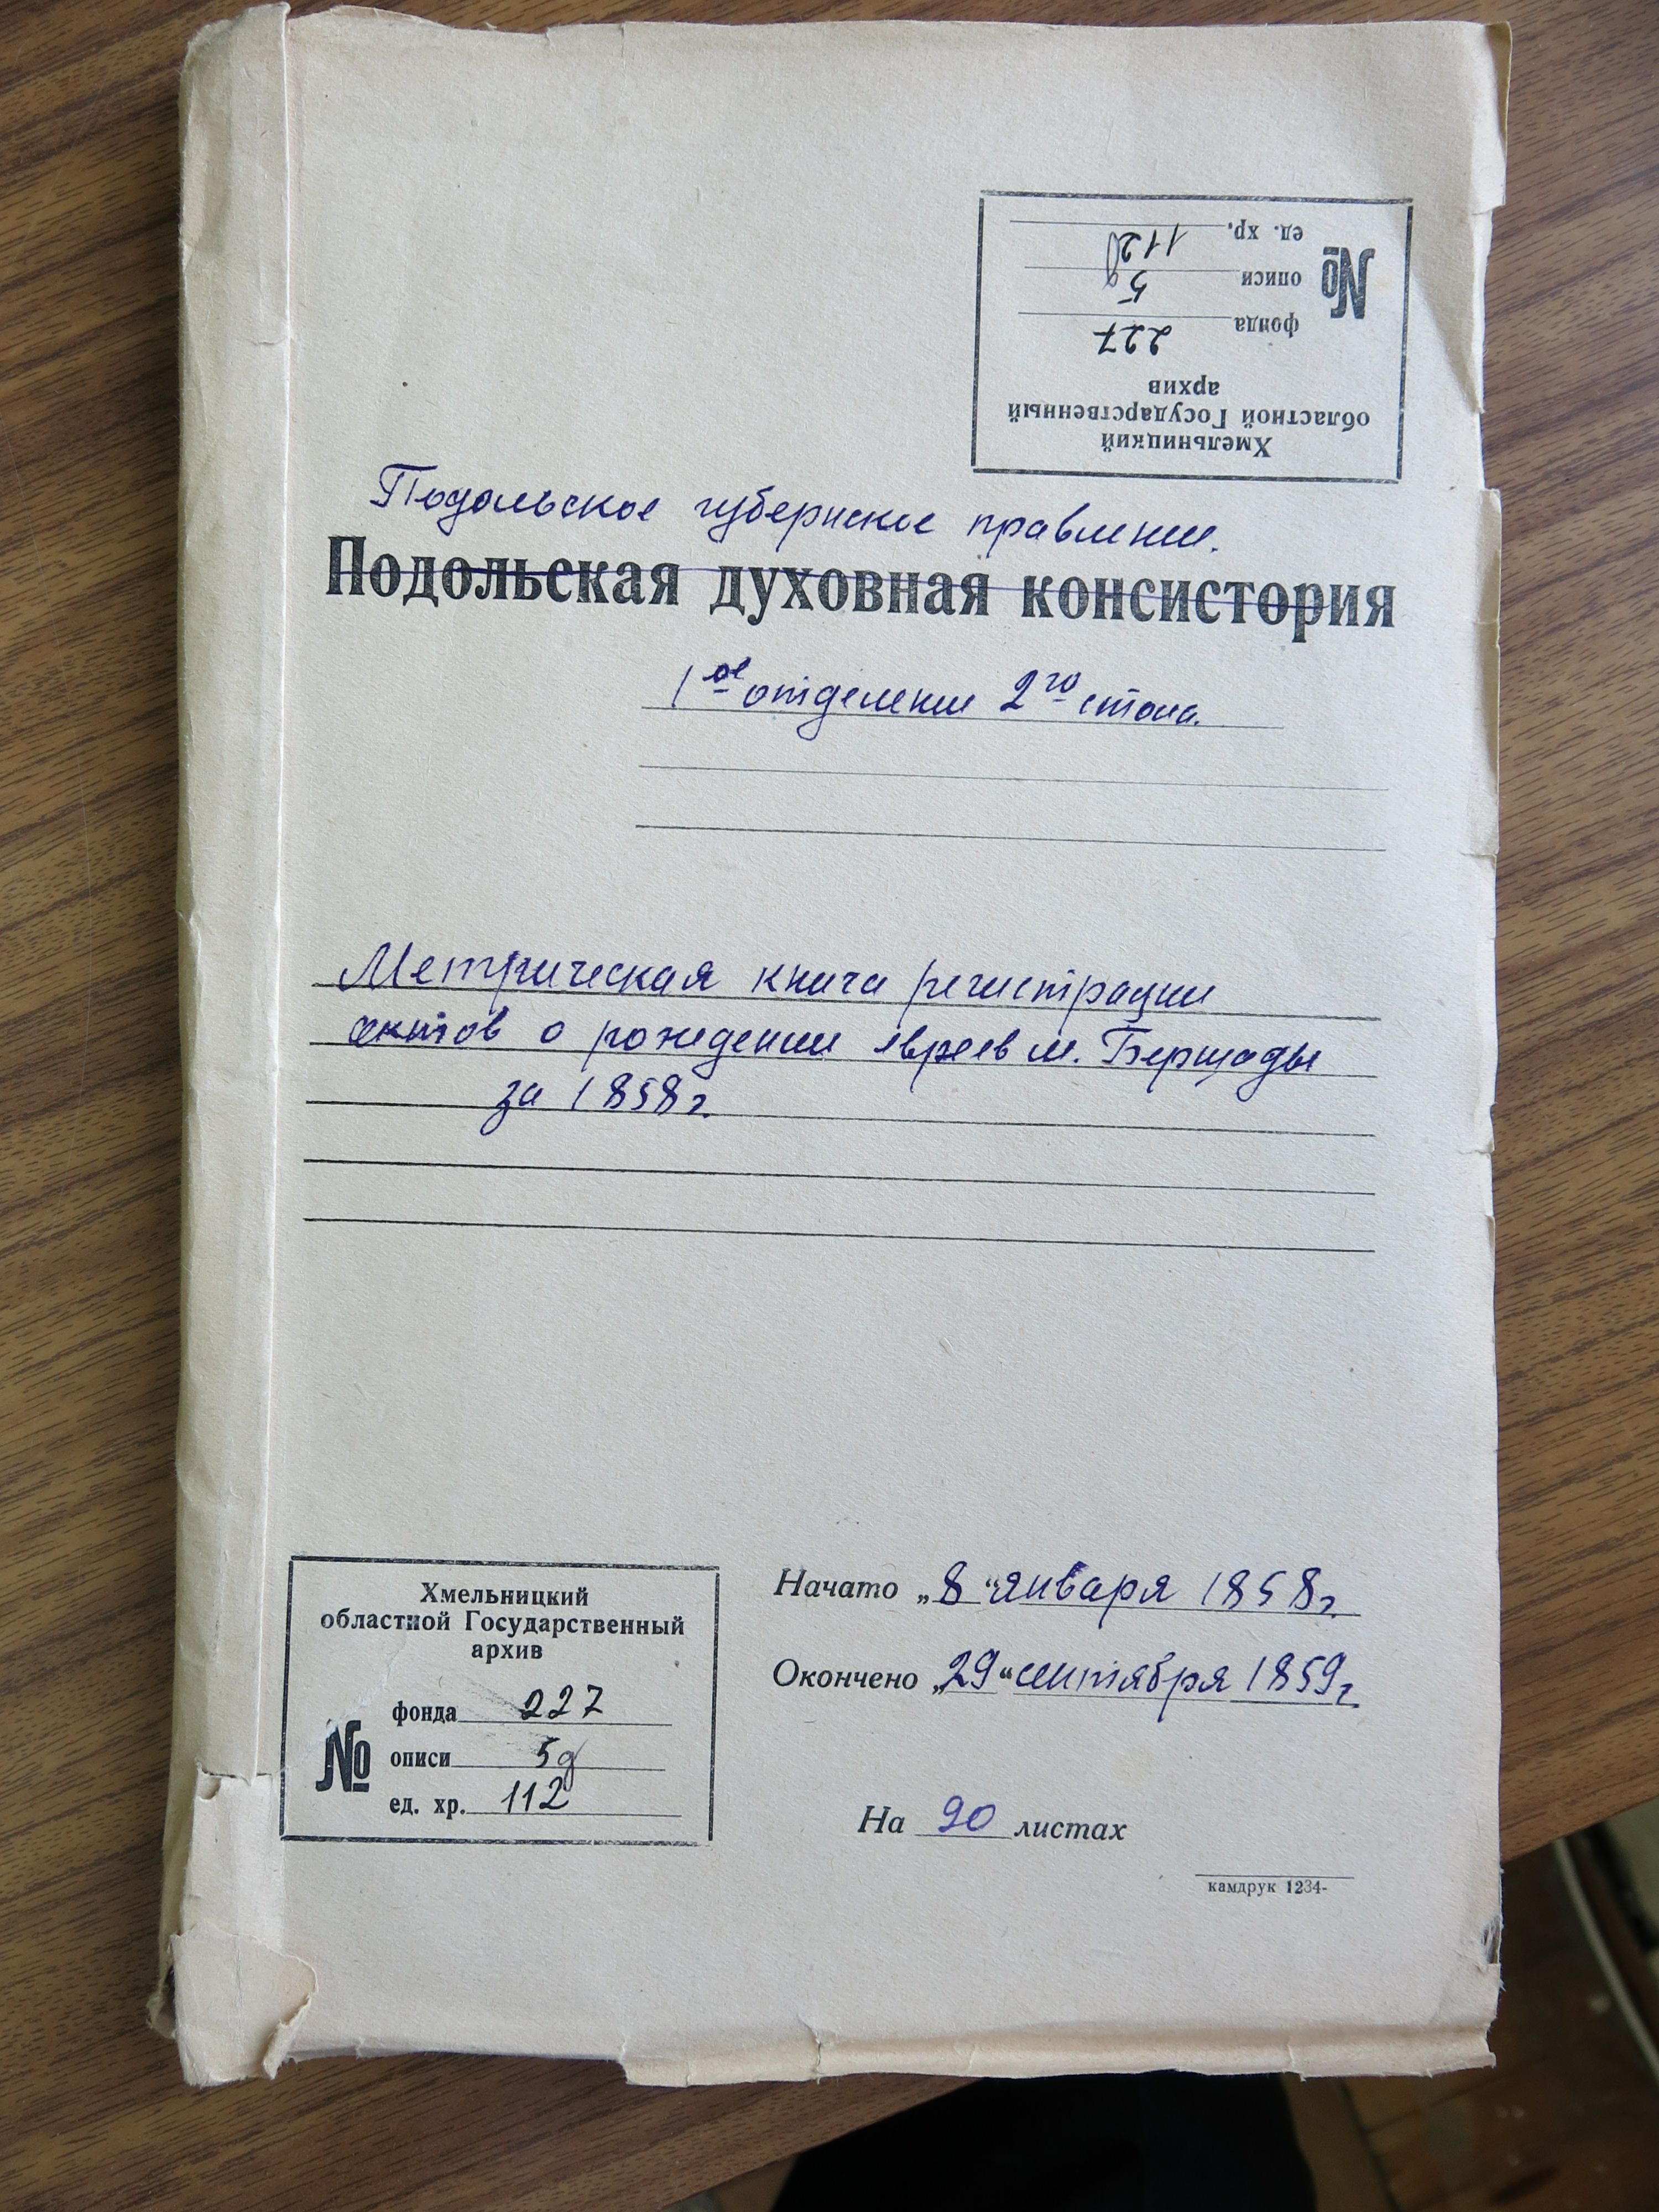 Хмельницкий
областной Государственный
архив
№
фонда 227
описи 5д
ед. хр. 112
Подольское губернское правление.
Подольская духовная консистория
1ое отделение 2го стола.
Метрическая книга регистрации
актов о рождении евреев м. Бершады
за 1858 г.
Хмельницкий
областной Государственный
архив
№
фонда 227
описи 5д
ед. хр. 112
Начато „8“ января 1858 г.
Окончено „29“ сентября 1859 г.
На 90 листах
камдрук 1234-